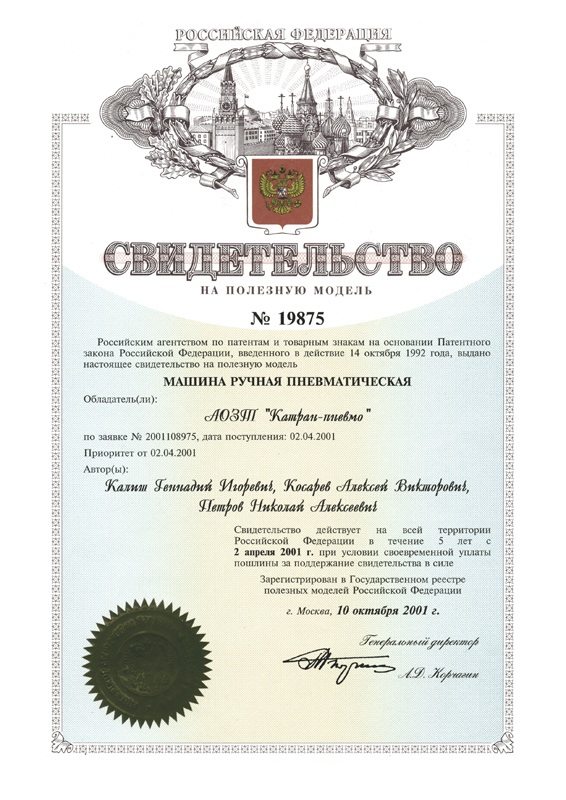 РОССИЙСКАЯ ФЕДЕРАЦИЯ
СВИДЕТЕЛЬСТВО
НА ПОЛЕЗНУЮ МОДЕЛЬ
№ 19875
Российским агентством по патентам и товарным знакам на основании Патентного
закона Российской Федерации, введенного в действие 14 октября 1992 года, выдано
настоящее свидетельство на полезную модель
МАШИНА РУЧНАЯ ПНЕВМАТИЧЕСКАЯ
Обладатель(ли):
АОЗТ "Катран-пневмо"
по заявке № 2001108975, дата поступления: 02.04.2001
Приоритет от 02.04.2001
Автор(ы):
Калиш Геннадий Игоревич, Косарев Алексей Викторович,
Петров Николай Алексеевич
Свидетельство действует на всей территории
Российской Федерации в течение 5 лет с
2 апреля 2001 г. при условии своевременной уплаты
пошлины за поддержание свидетельства в силе
Зарегистрирован в Государственном реестре
полезных моделей Российской Федерации
г. Москва, 10 октября 2001 г.
Генеральный директор
А.Д. Корчагин